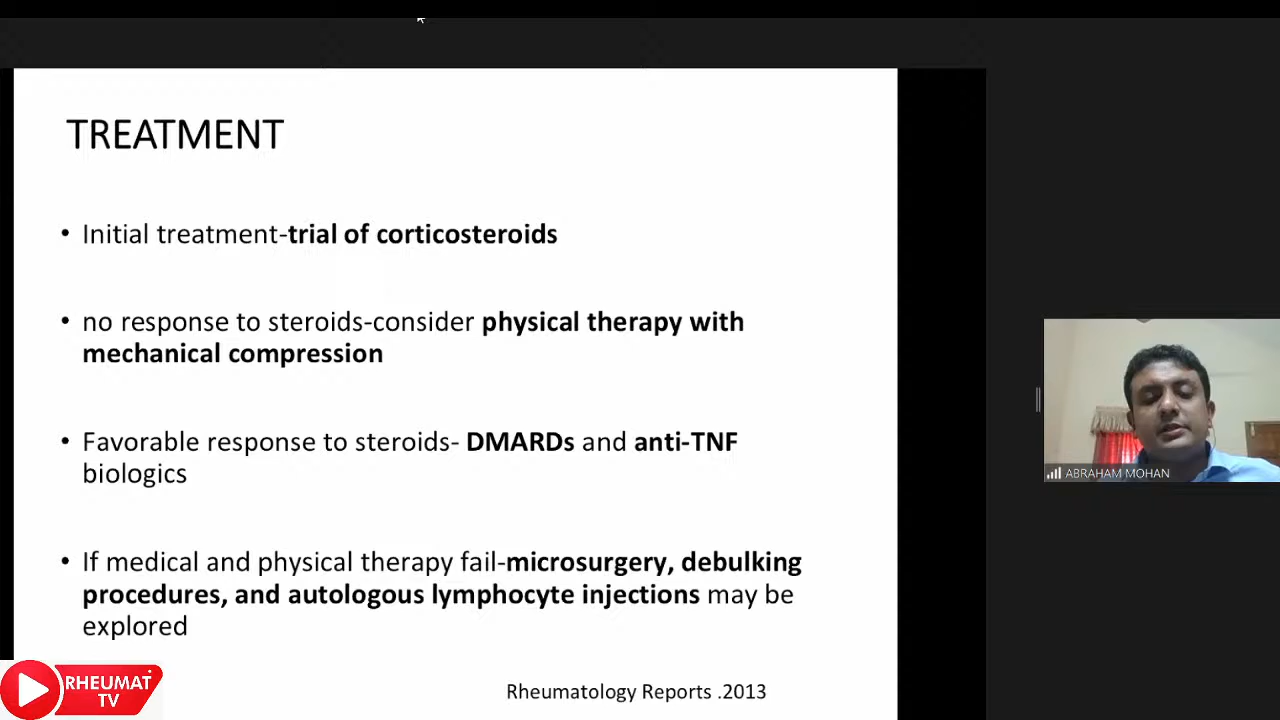 TREATMENT
• Initial treatment-trial of corticosteroids
• no response to steroids-consider physical therapy with
mechanical compression
• Favorable response to steroids- DMARDs and anti-TNF
biologics
• If medical and physical therapy fail-microsurgery, debulking
procedures, and autologous lymphocyte injections may be
explored
Rheumatology Reports .2013
ABRAHAM MOHAN
RHEUMAT
TV